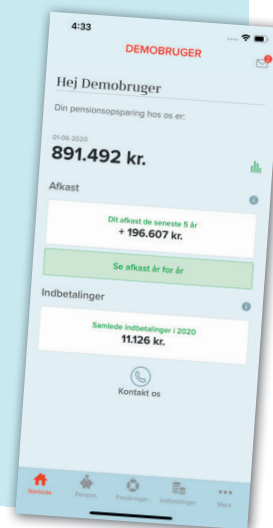 4:33
DEMOBRUGER
2
Hej Demobruger
Din pensionsopsparing hos os er:
01-06-2020
891.492 kr.
Afkast
Dit afkast de seneste 5 år
+ 196.607 kr.
Se afkast år for år
Indbetalinger
Samlede indbetalinger i 2020
11.126 kr.
Kontakt os
Startside
Pension
Forsikringer
Indbetalinger
Mere